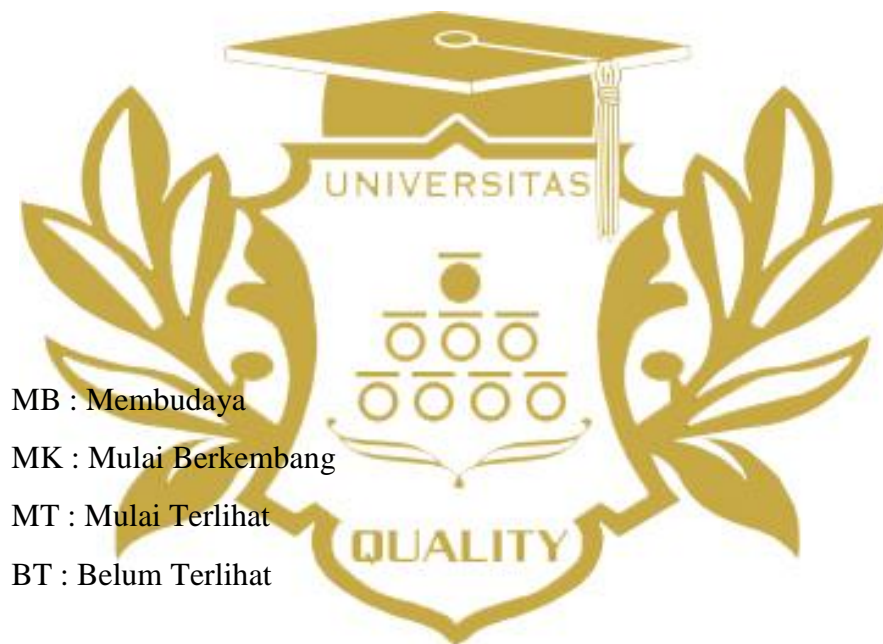 UNIVERSITAS
MB : Membudaya
MK : Mulai Berkembang
MT : Mulai Terlihat
QUALITY
BT : Belum Terlihat